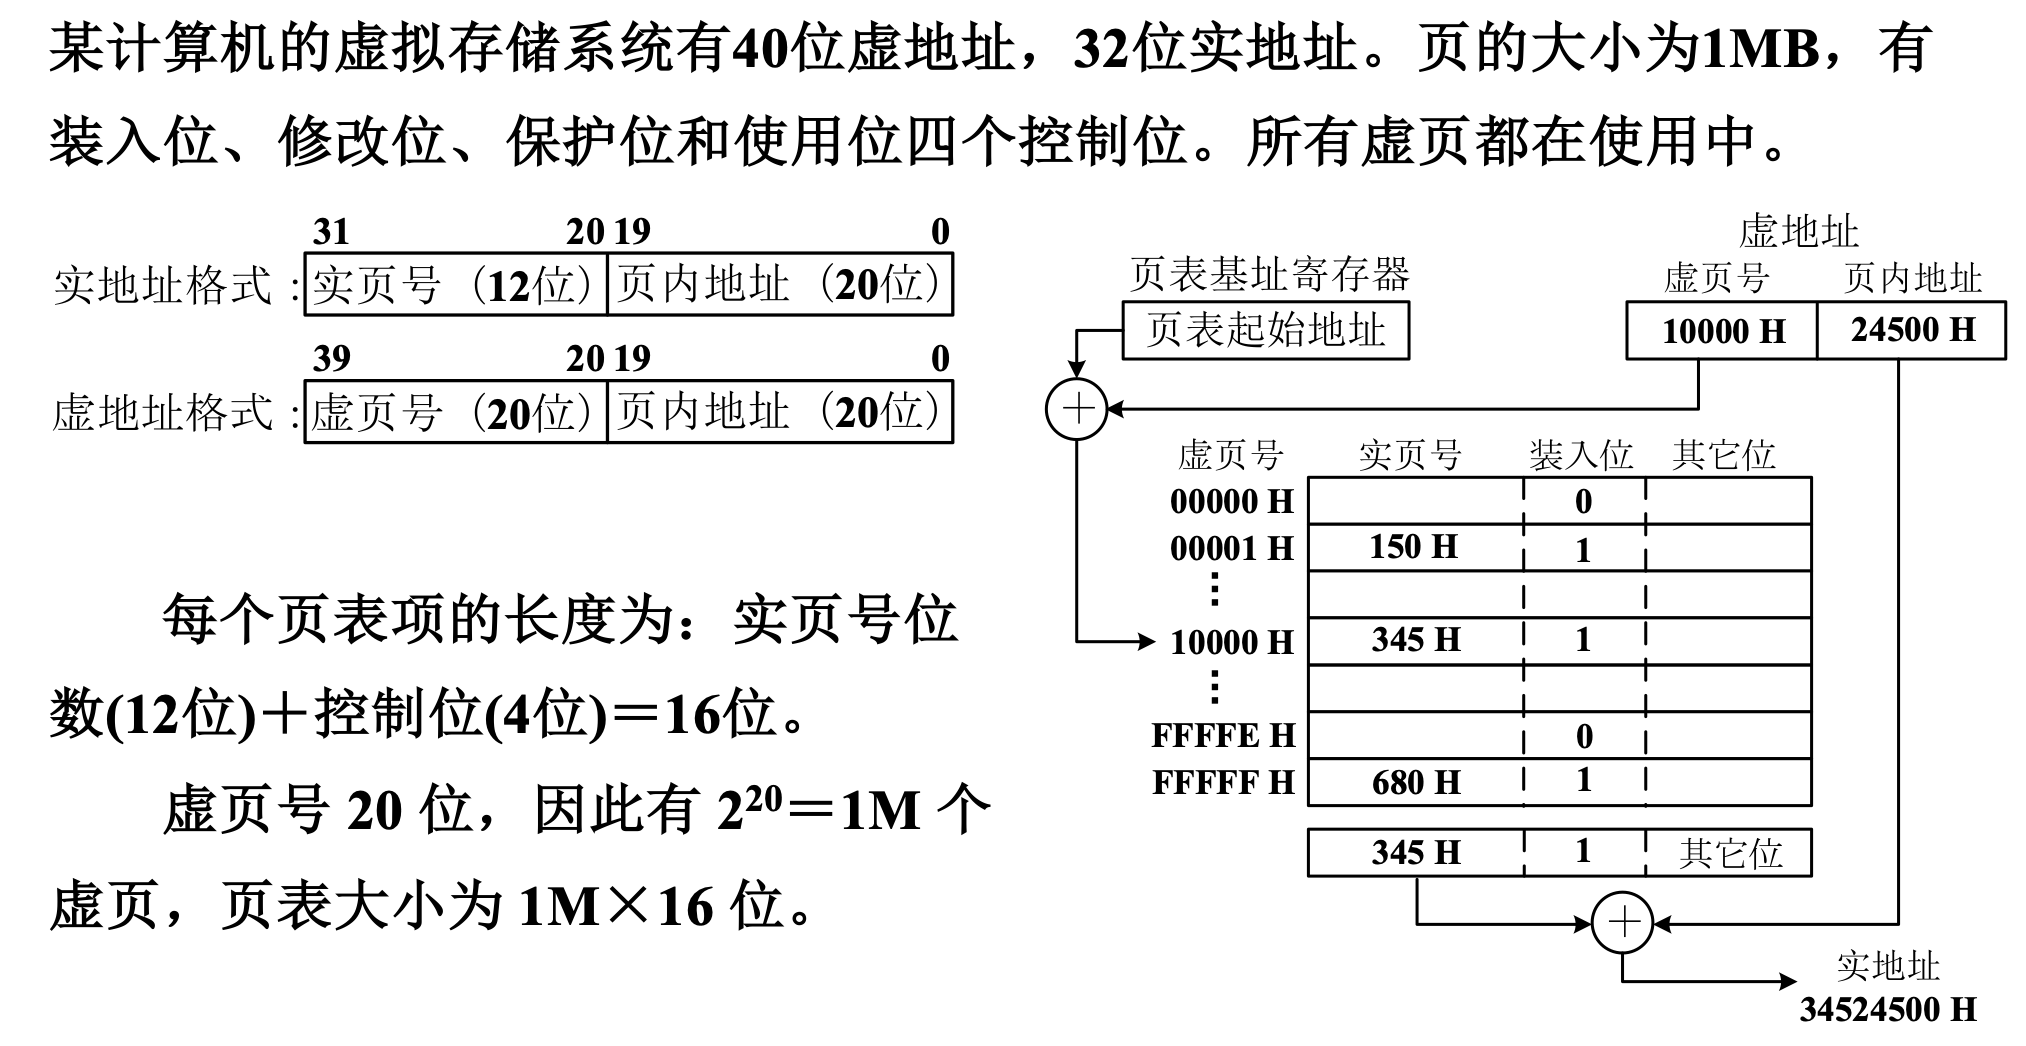 某计算机的虚拟存储系统有40位虚地址，32位实地址。页的大小为1MB，有
装入位、修改位、保护位和使用位四个控制位。所有虚页都在使用中。
31 20 19 0
实地址格式：实页号（12位） 页内地址（20位）
39 20 19 0
虚地址格式：虚页号（20位） 页内地址（20位）
每个页表项的长度为：实页号位
数(12位)＋控制位(4位)＝16位。
虚页号 20 位，因此有 2²⁰＝1M 个
虚页，页表大小为 1M×16 位。
虚地址
页表基址寄存器 虚页号 页内地址
页表起始地址 10000 H 24500 H
+
虚页号 实页号 装入位 其它位
00000 H 0
00001 H 150 H 1
⋮
10000 H 345 H 1
⋮
FFFFE H 0
FFFFF H 680 H 1
345 H 1 其它位
+
实地址
34524500 H